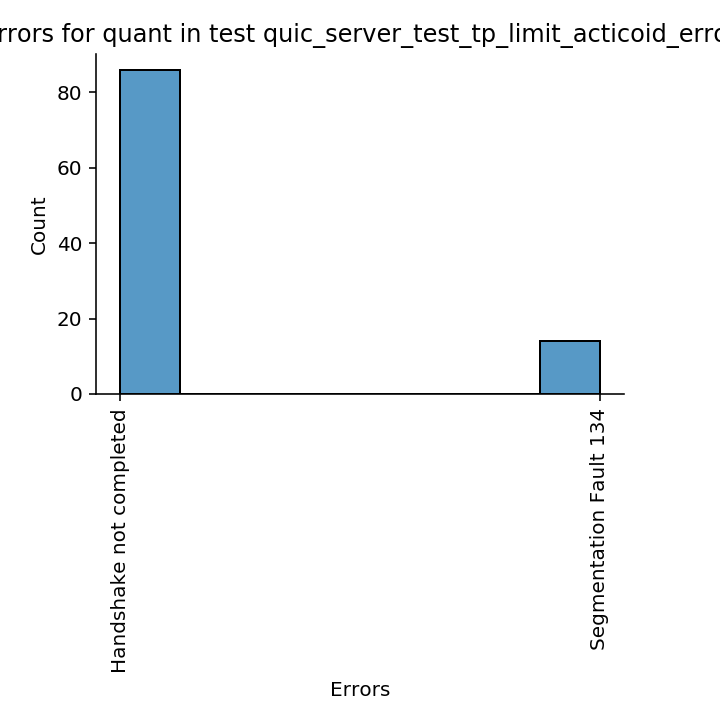 rrors for quant in test quic_server_test_tp_limit_acticoid_erro
80
60
40
20
0
Count
Handshake not completed
Segmentation Fault 134
Errors